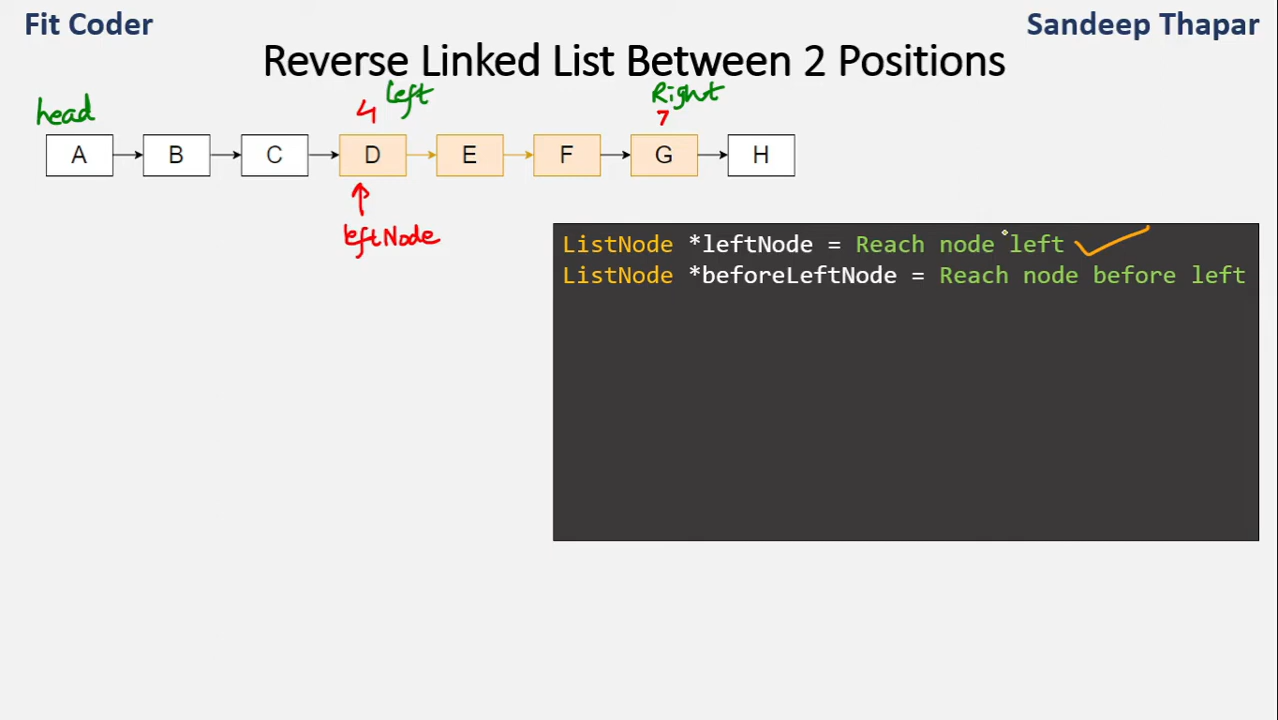 Fit Coder
Sandeep Thapar
Reverse Linked List Between 2 Positions
head
4 left
Right
7
A B C D E F G H
leftNode
ListNode *leftNode = Reach node left
ListNode *beforeLeftNode = Reach node before left